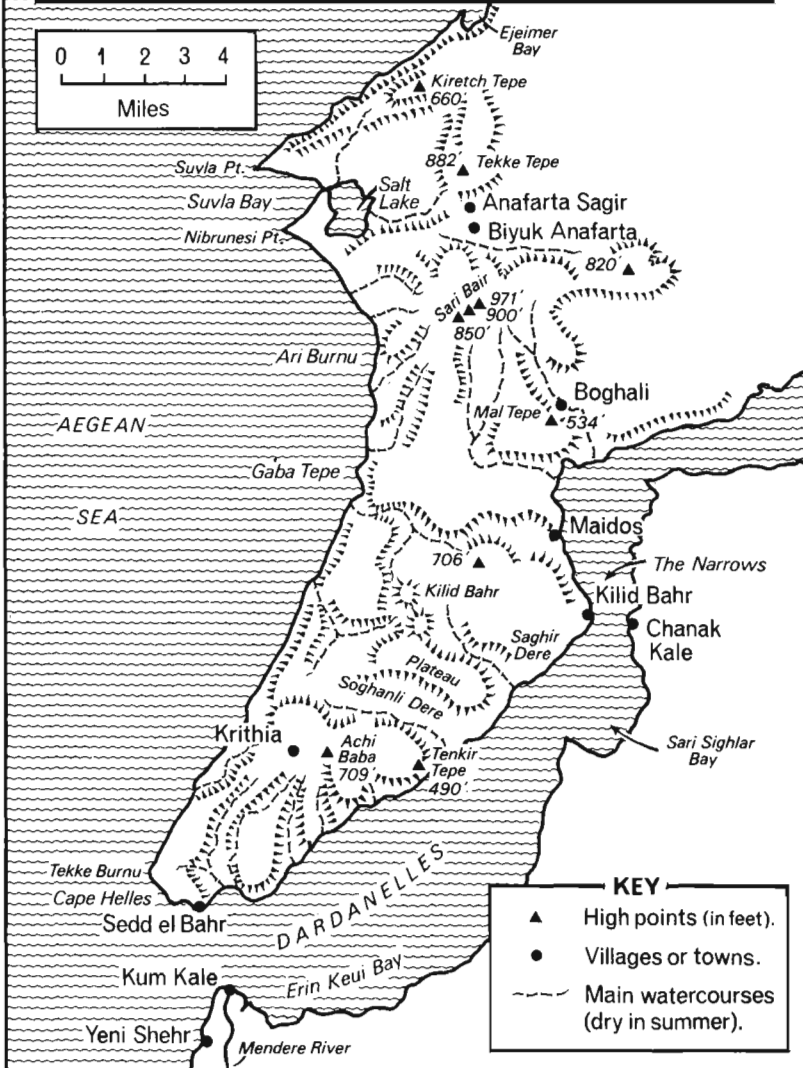 Ejeimer
Bay
0 1 2 3 4
Miles
Kiretch Tepe
660
882 Tekke Tepe
Suvla Pt.
Salt
Lake
Suvla Bay
Anafarta Sagir
Biyuk Anafarta
Nibrunesi Pt.
820
Sari Bair
971'
900'
850'
Ari Burnu
Boghali
Mal Tepe
534
AEGEAN
Gaba Tepe
SEA
Maidos
706
The Narrows
Kilid Bahr
Kilid Bahr
Chanak
Kale
Saghir
Dere
Plateau
Soghanli Dere
Krithia
Achi
Baba
709'
Tenkir
Tepe
490'
Sari Sighlar
Bay
Tekke Burnu
Cape Helles
Sedd el Bahr
DARDANELLES
Kum Kale
Erin Keui Bay
Yeni Shehr
Mendere River
KEY
High points (in feet).
Villages or towns.
Main watercourses
(dry in summer).